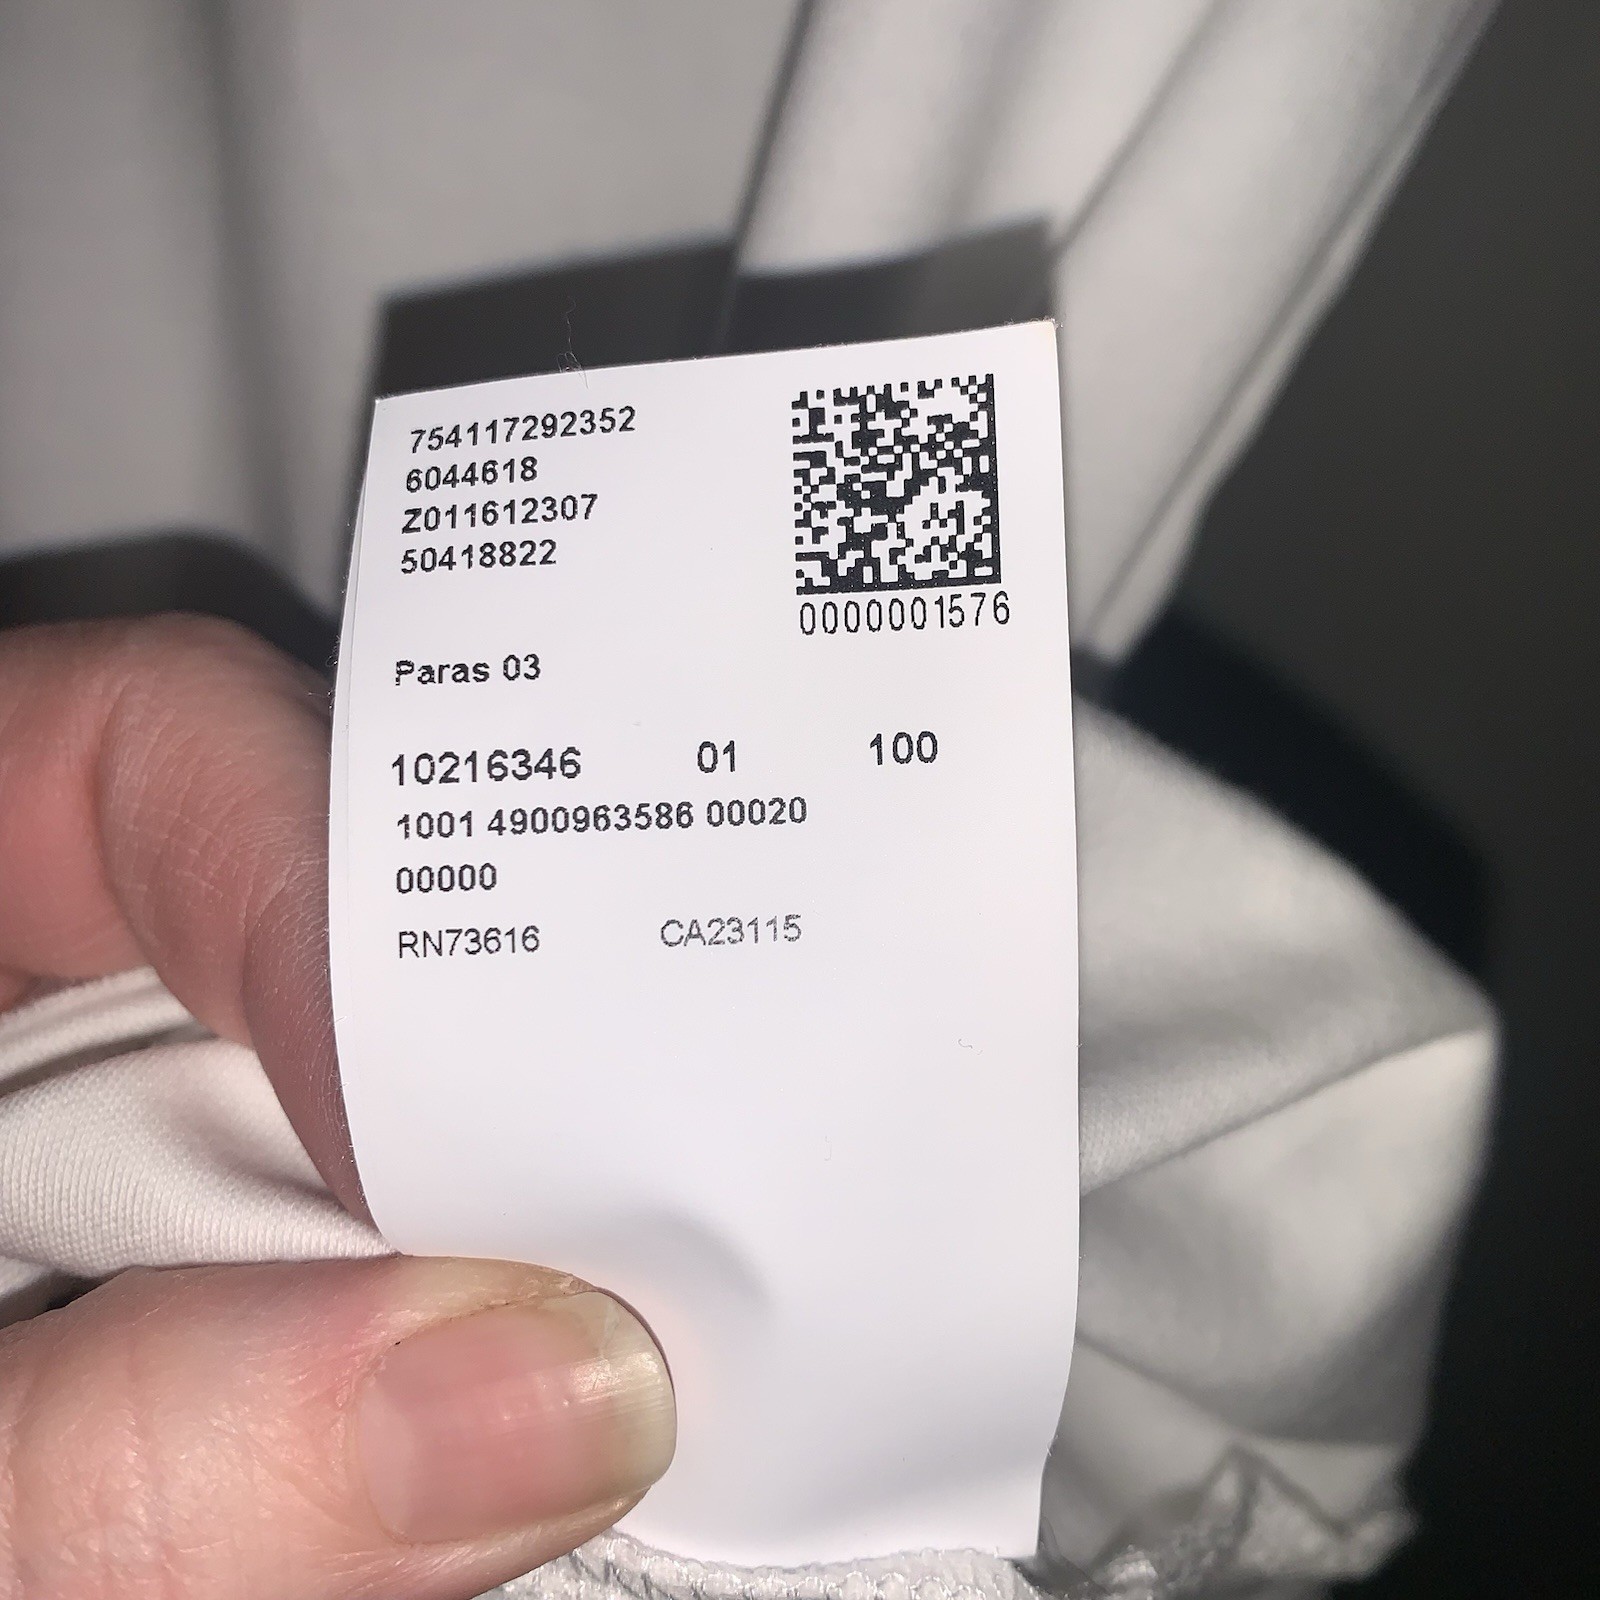 754117292352
6044618
Z011612307
50418822
0000001576
Paras 03
10216346 01 100
1001 4900963586 00020
00000
RN73616 CA23115